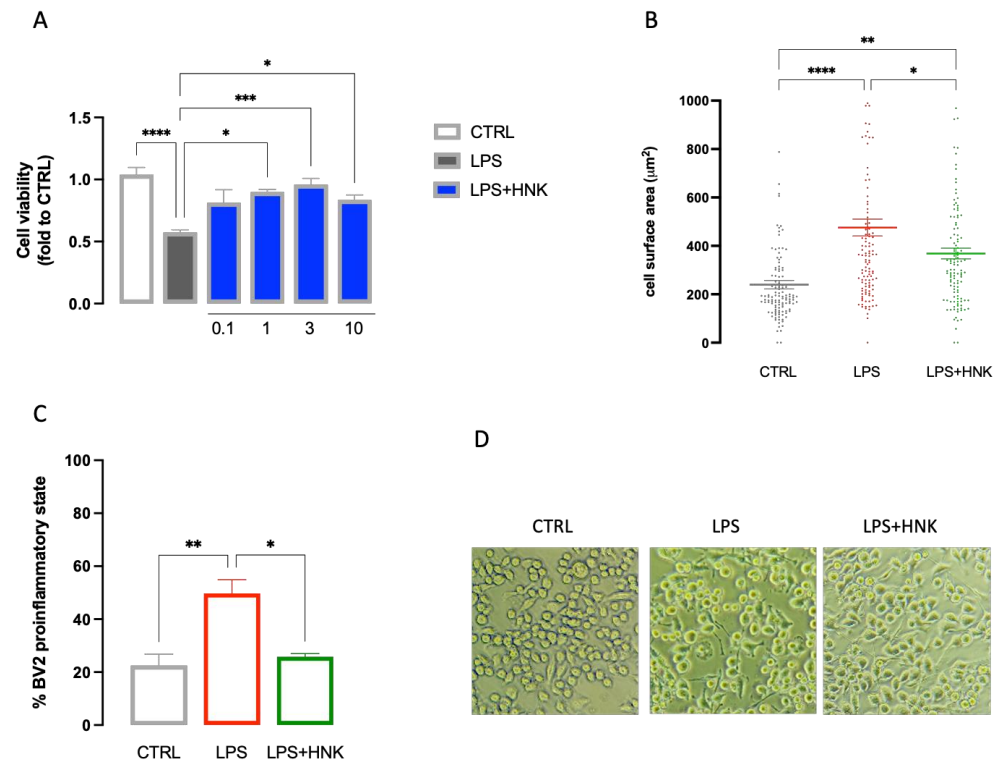 A
Cell viability
(fold to CTRL)
1.5
1.0
0.5
0.0
****
*
***
*
0.1 1 3 10
CTRL
LPS
LPS+HNK
B
cell surface area (μm²)
1000
800
600
400
200
0
**
**** *
CTRL LPS LPS+HNK
C
% BV2 proinflammatory state
100
80
60
40
20
0
** *
CTRL LPS LPS+HNK
D
CTRL LPS LPS+HNK